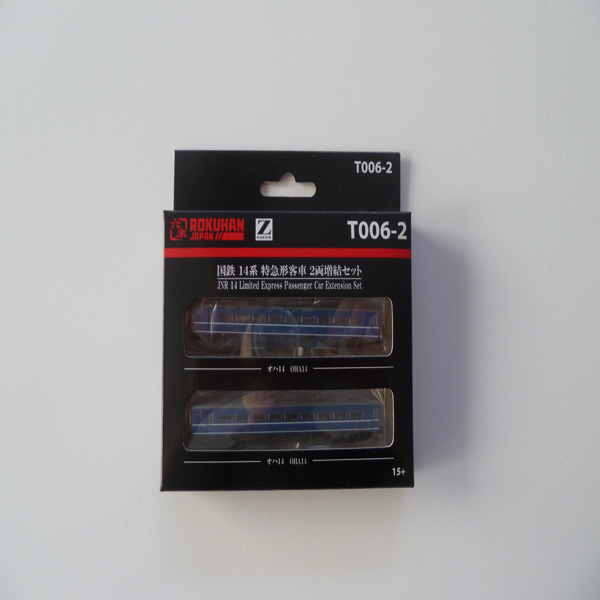 T006-2
ROKUHAN
JAPAN//
Z
T006-2
国鉄 14系 特急形客車 2両増結セット
JNR 14 Limited Express Passenger Car Extension Set
オハ14 OHA14
オハ14 OHA14
15+